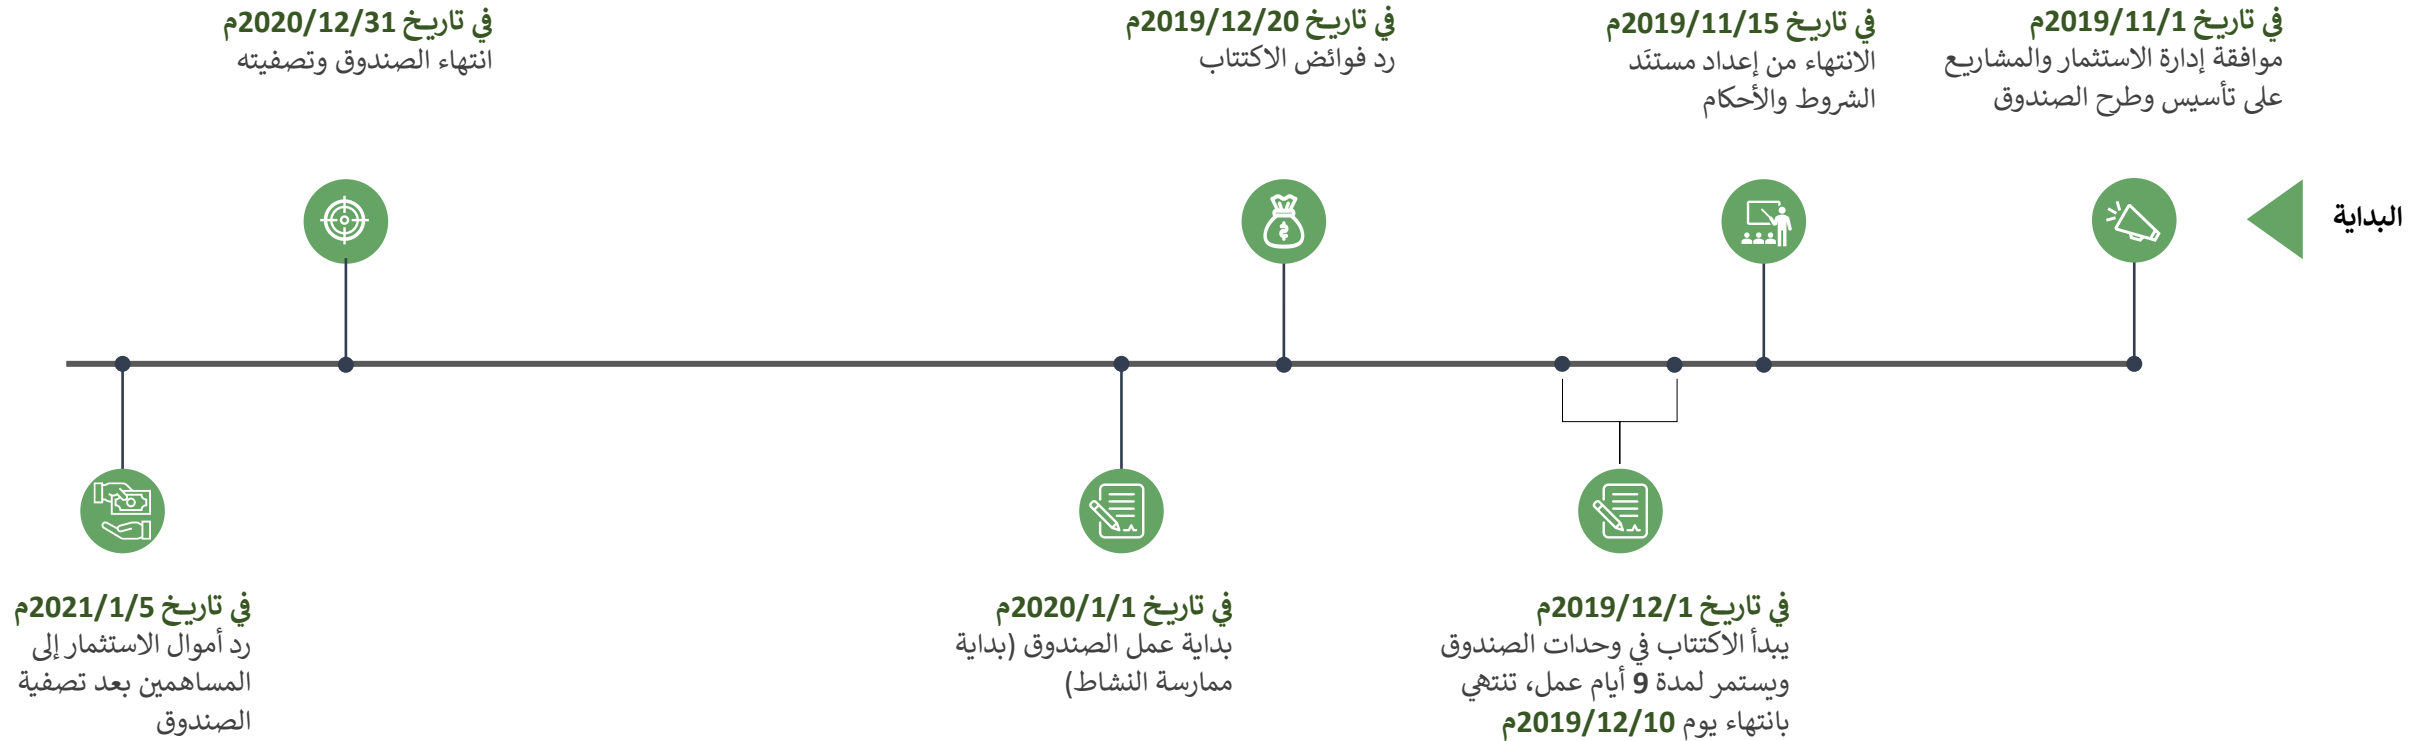 البداية
في تاريخ 2019/11/1م
موافقة إدارة الاستثمار والمشاريع
على تأسيس وطرح الصندوق
في تاريخ 2019/11/15م
الانتهاء من إعداد مستنَد
الشروط والأحكام
في تاريخ 2019/12/1م
يبدأ الاكتتاب في وحدات الصندوق
ويستمر لمدة 9 أيام عمل، تنتهي
بانتهاء يوم 2019/12/10م
في تاريخ 2019/12/20م
رد فوائض الاكتتاب
في تاريخ 2020/1/1م
بداية عمل الصندوق (بداية
ممارسة النشاط)
في تاريخ 2020/12/31م
انتهاء الصندوق وتصفيته
في تاريخ 2021/1/5م
رد أموال الاستثمار إلى
المساهمين بعد تصفية
الصندوق